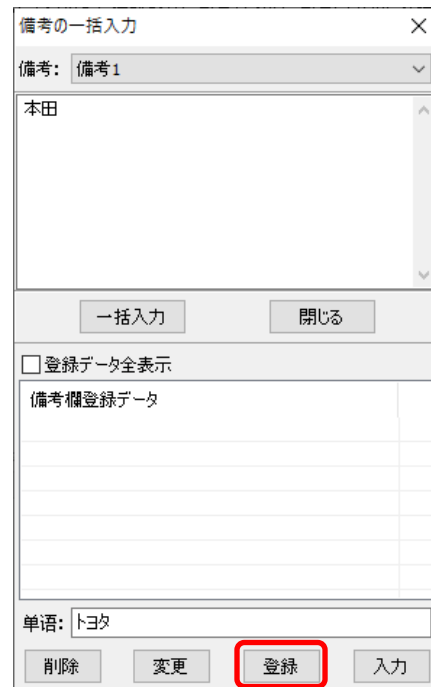 備考の一括入力
備考: 備考1
本田
一括入力 閉じる
登録データ全表示
備考欄登録データ
单语: トヨタ
削除 変更 登録 入力